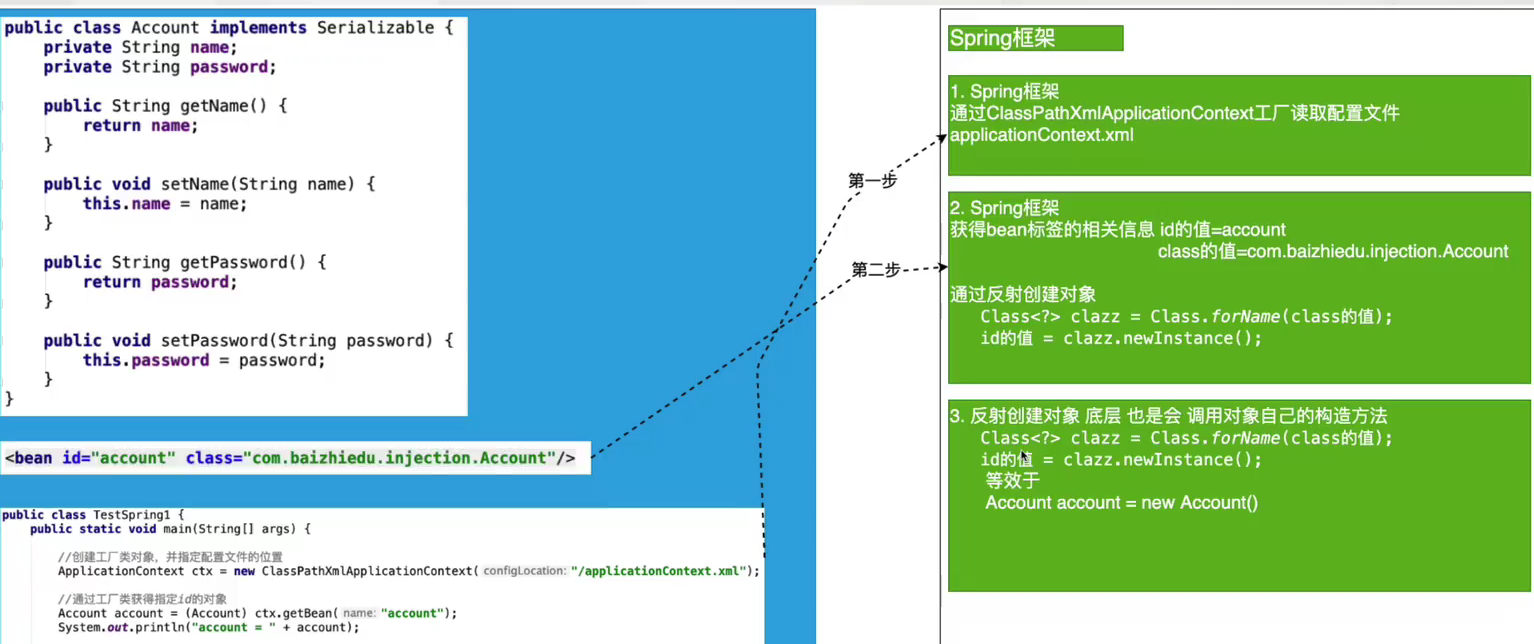 public class Account implements Serializable {
private String name;
private String password;
public String getName() {
return name;
}
public void setName(String name) {
this.name = name;
}
public String getPassword() {
return password;
}
public void setPassword(String password) {
this.password = password;
}
}
<bean id="account" class="com.baizhiedu.injection.Account"/>
public class TestSpring1 {
public static void main(String[] args) {
//创建工厂类对象，并指定配置文件的位置
ApplicationContext ctx = new ClassPathXmlApplicationContext( configLocation: "/applicationContext.xml");
//通过工厂类获得指定id的对象
Account account = (Account) ctx.getBean( name: "account");
System.out.println("account = " + account);
第一步
第二步
Spring框架
1. Spring框架
通过ClassPathXmlApplicationContext工厂读取配置文件
applicationContext.xml
2. Spring框架
获得bean标签的相关信息 id的值=account
class的值=com.baizhiedu.injection.Account
通过反射创建对象
Class<?> clazz = Class.forName(class的值);
id的值 = clazz.newInstance();
3. 反射创建对象 底层 也是会 调用对象自己的构造方法
Class<?> clazz = Class.forName(class的值);
id的值 = clazz.newInstance();
等效于
Account account = new Account()